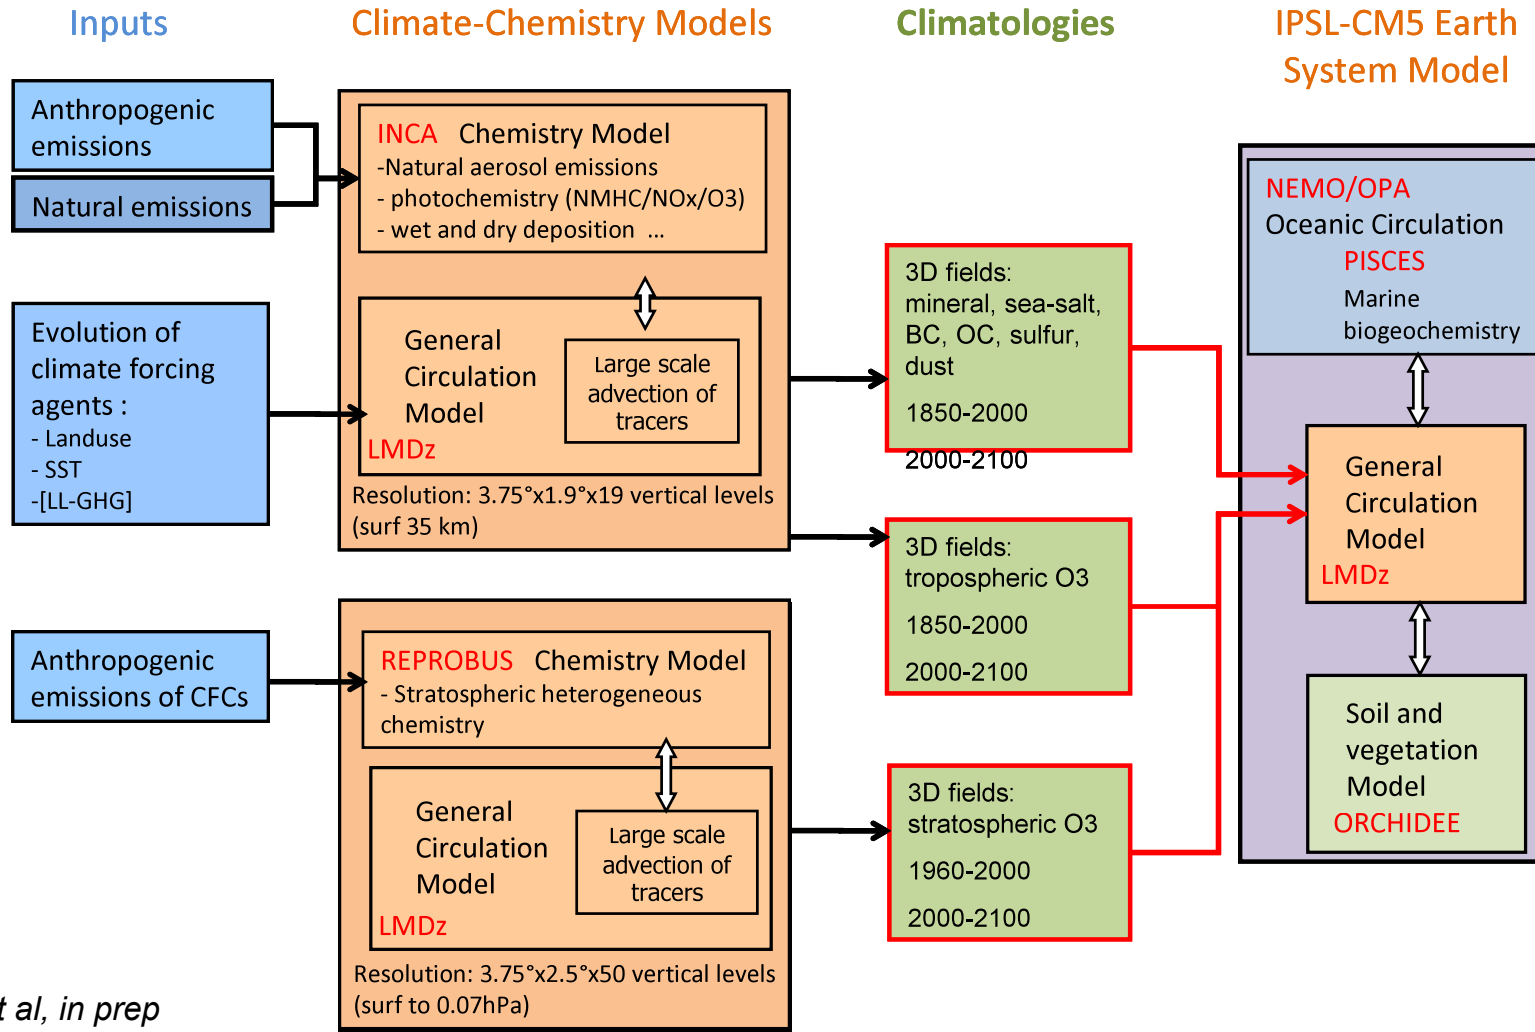 Inputs
Climate-Chemistry Models
Climatologies
IPSL-CM5 Earth
System Model
Anthropogenic
emissions
Natural emissions
Evolution of
climate forcing
agents :
- Landuse
- SST
-[LL-GHG]
Anthropogenic
emissions of CFCs
INCA Chemistry Model
-Natural aerosol emissions
- photochemistry (NMHC/NOx/O3)
- wet and dry deposition ...
General
Circulation
Model
LMDz
Large scale
advection of
tracers
Resolution: 3.75°x1.9°x19 vertical levels
(surf 35 km)
REPROBUS Chemistry Model
- Stratospheric heterogeneous
chemistry
General
Circulation
Model
LMDz
Large scale
advection of
tracers
Resolution: 3.75°x2.5°x50 vertical levels
(surf to 0.07hPa)
3D fields:
mineral, sea-salt,
BC, OC, sulfur,
dust
1850-2000
2000-2100
3D fields:
tropospheric O3
1850-2000
2000-2100
3D fields:
stratospheric O3
1960-2000
2000-2100
NEMO/OPA
Oceanic Circulation
PISCES
Marine
biogeochemistry
General
Circulation
Model
LMDz
Soil and
vegetation
Model
ORCHIDEE
t al, in prep